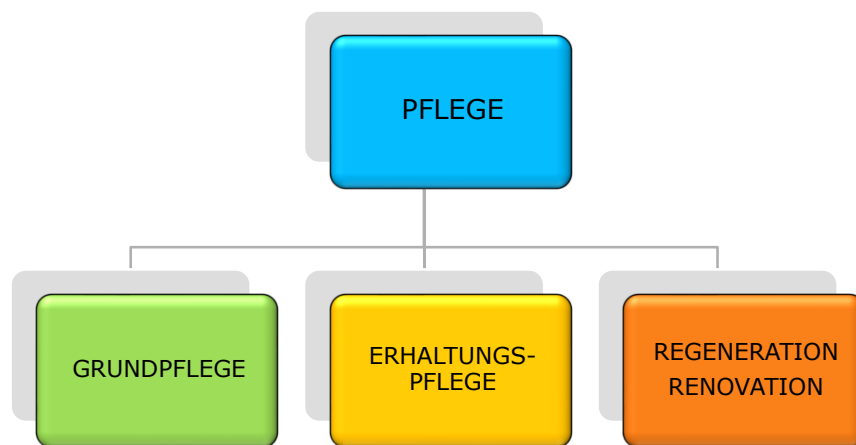 PFLEGE
GRUNDPFLEGE
ERHALTUNGS-
PFLEGE
REGENERATION
RENOVATION